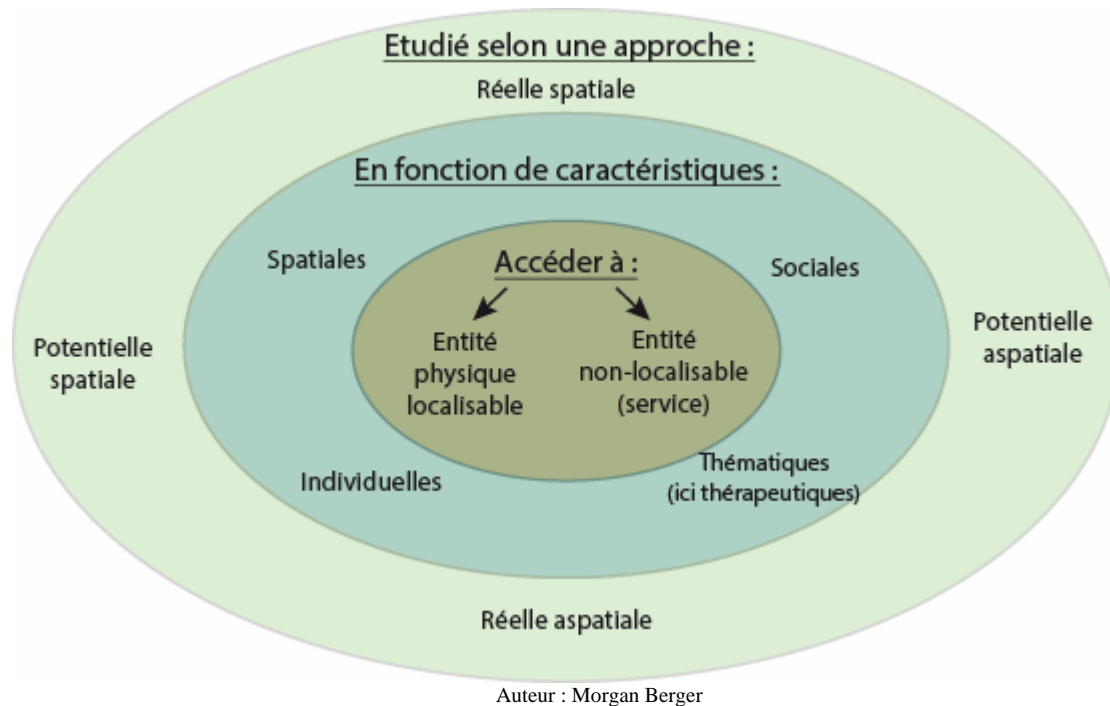 Etudié selon une approche :
Réelle spatiale
En fonction de caractéristiques :
Spatiales
Sociales
Accéder à :
Entité
physique
localisable
Entité
non-localisable
(service)
Potentielle
spatiale
Potentielle
aspatiale
Individuelles
Thématiques
(ici thérapeutiques)
Réelle aspatiale
Auteur : Morgan Berger